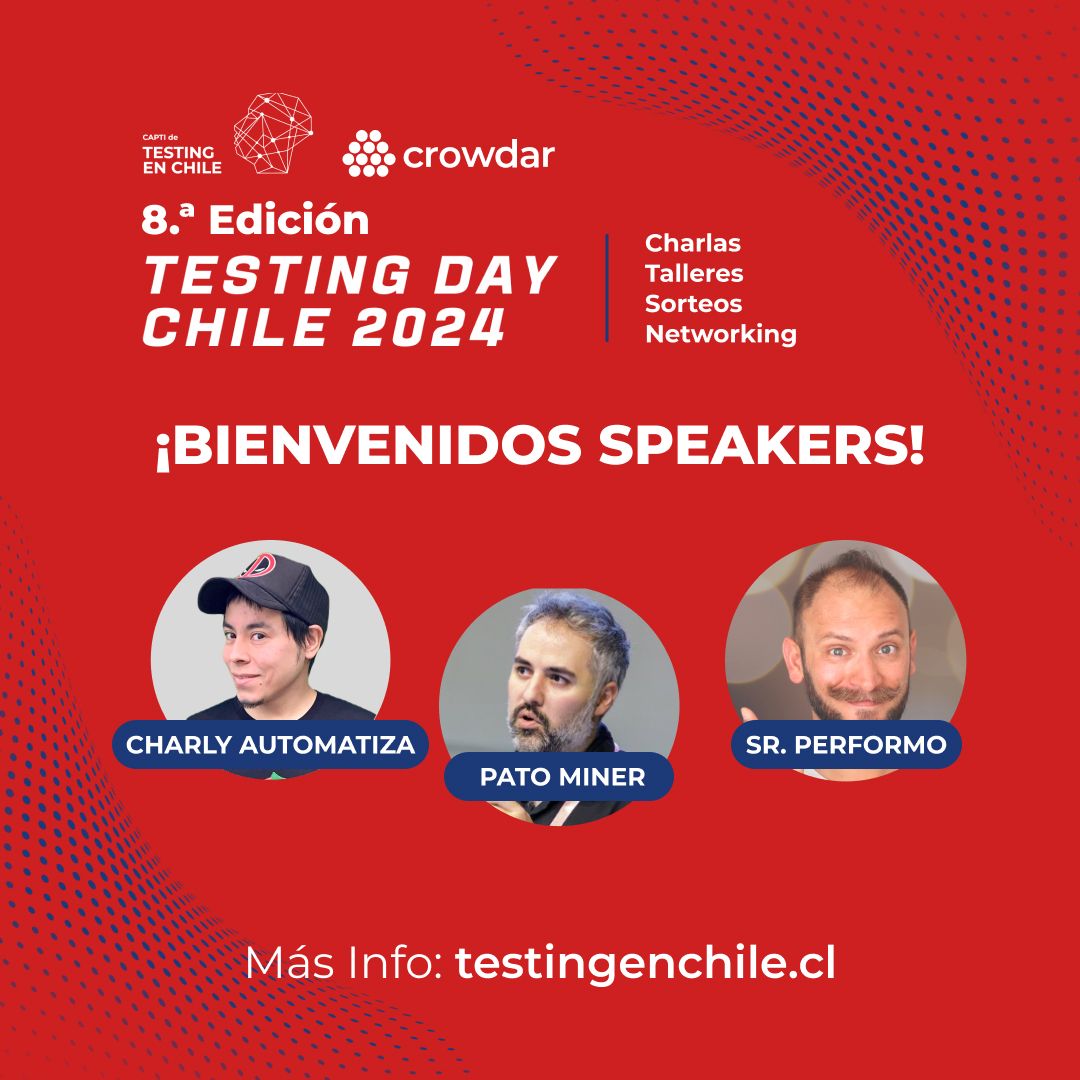 CAPTI de
TESTING
EN CHILE
crowdar
8.ª Edición
TESTING DAY
CHILE 2024
Charlas
Talleres
Sorteos
Networking
¡BIENVENIDOS SPEAKERS!
CHARLY AUTOMATIZA
PATO MINER
SR. PERFORMO
Más Info: testingenchile.cl